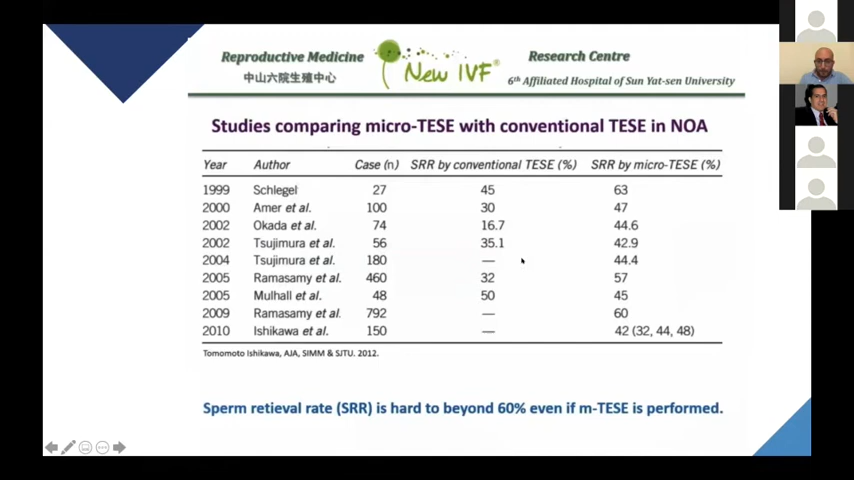 Reproductive Medicine New IVF® Research Centre
中山六院生殖中心 6th Affiliated Hospital of Sun Yat-sen University
Studies comparing micro-TESE with conventional TESE in NOA
Year Author Case (n) SRR by conventional TESE (%) SRR by micro-TESE (%)
1999 Schlegel 27 45 63
2000 Amer et al. 100 30 47
2002 Okada et al. 74 16.7 44.6
2002 Tsujimura et al. 56 35.1 42.9
2004 Tsujimura et al. 180 — 44.4
2005 Ramasamy et al. 460 32 57
2005 Mulhall et al. 48 50 45
2009 Ramasamy et al. 792 — 60
2010 Ishikawa et al. 150 — 42 (32, 44, 48)
Tomomoto Ishikawa, AJA, SIMM & SJTU. 2012.
Sperm retieval rate (SRR) is hard to beyond 60% even if m-TESE is performed.